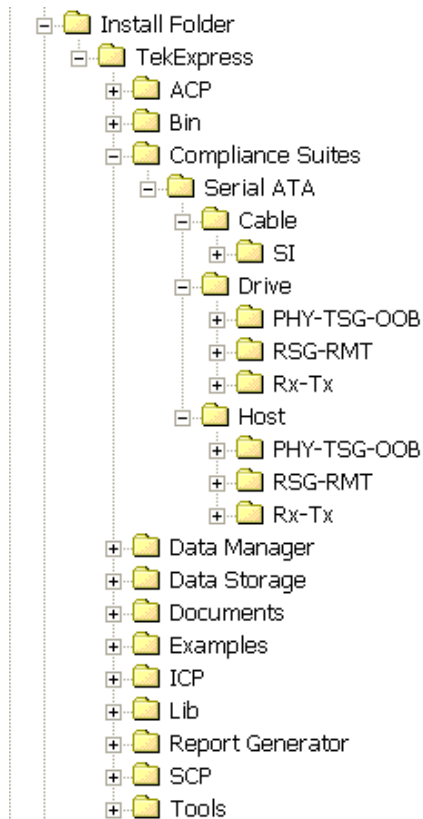 Install Folder
TekExpress
ACP
Bin
Compliance Suites
Serial ATA
Cable
SI
Drive
PHY-TSG-OOB
RSG-RMT
Rx-Tx
Host
PHY-TSG-OOB
RSG-RMT
Rx-Tx
Data Manager
Data Storage
Documents
Examples
ICP
Lib
Report Generator
SCP
Tools